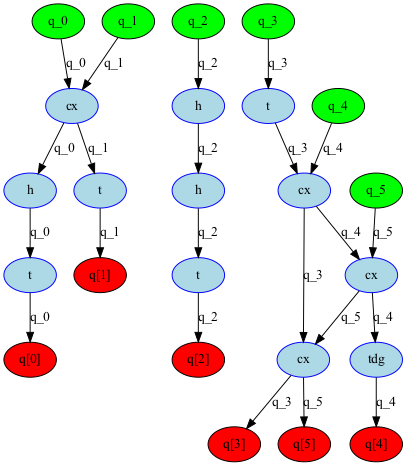 q_0 q_1 q_2 q_3
q_0 q_1 q_2 q_3
cx h t q_4
q_0 q_1 q_2 q_3 q_4
h t h cx q_5
q_0 q_1 q_2 q_4 q_5
t q[1] t q_3 cx
q_0 q_2 q_5 q_4
q[0] q[2] cx tdg
q_3 q_5 q_4
q[3] q[5] q[4]